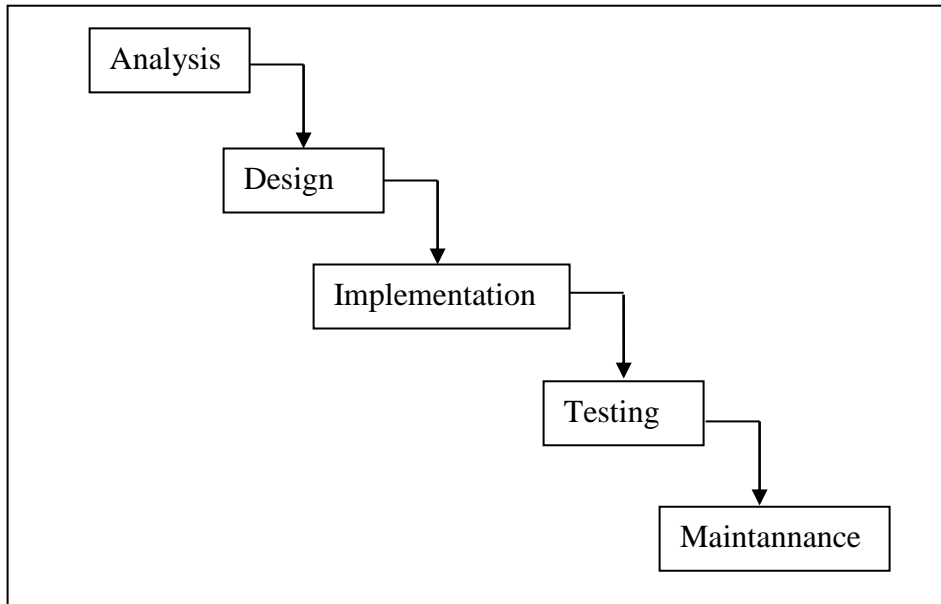 Analysis
Design
Implementation
Testing
Maintannance